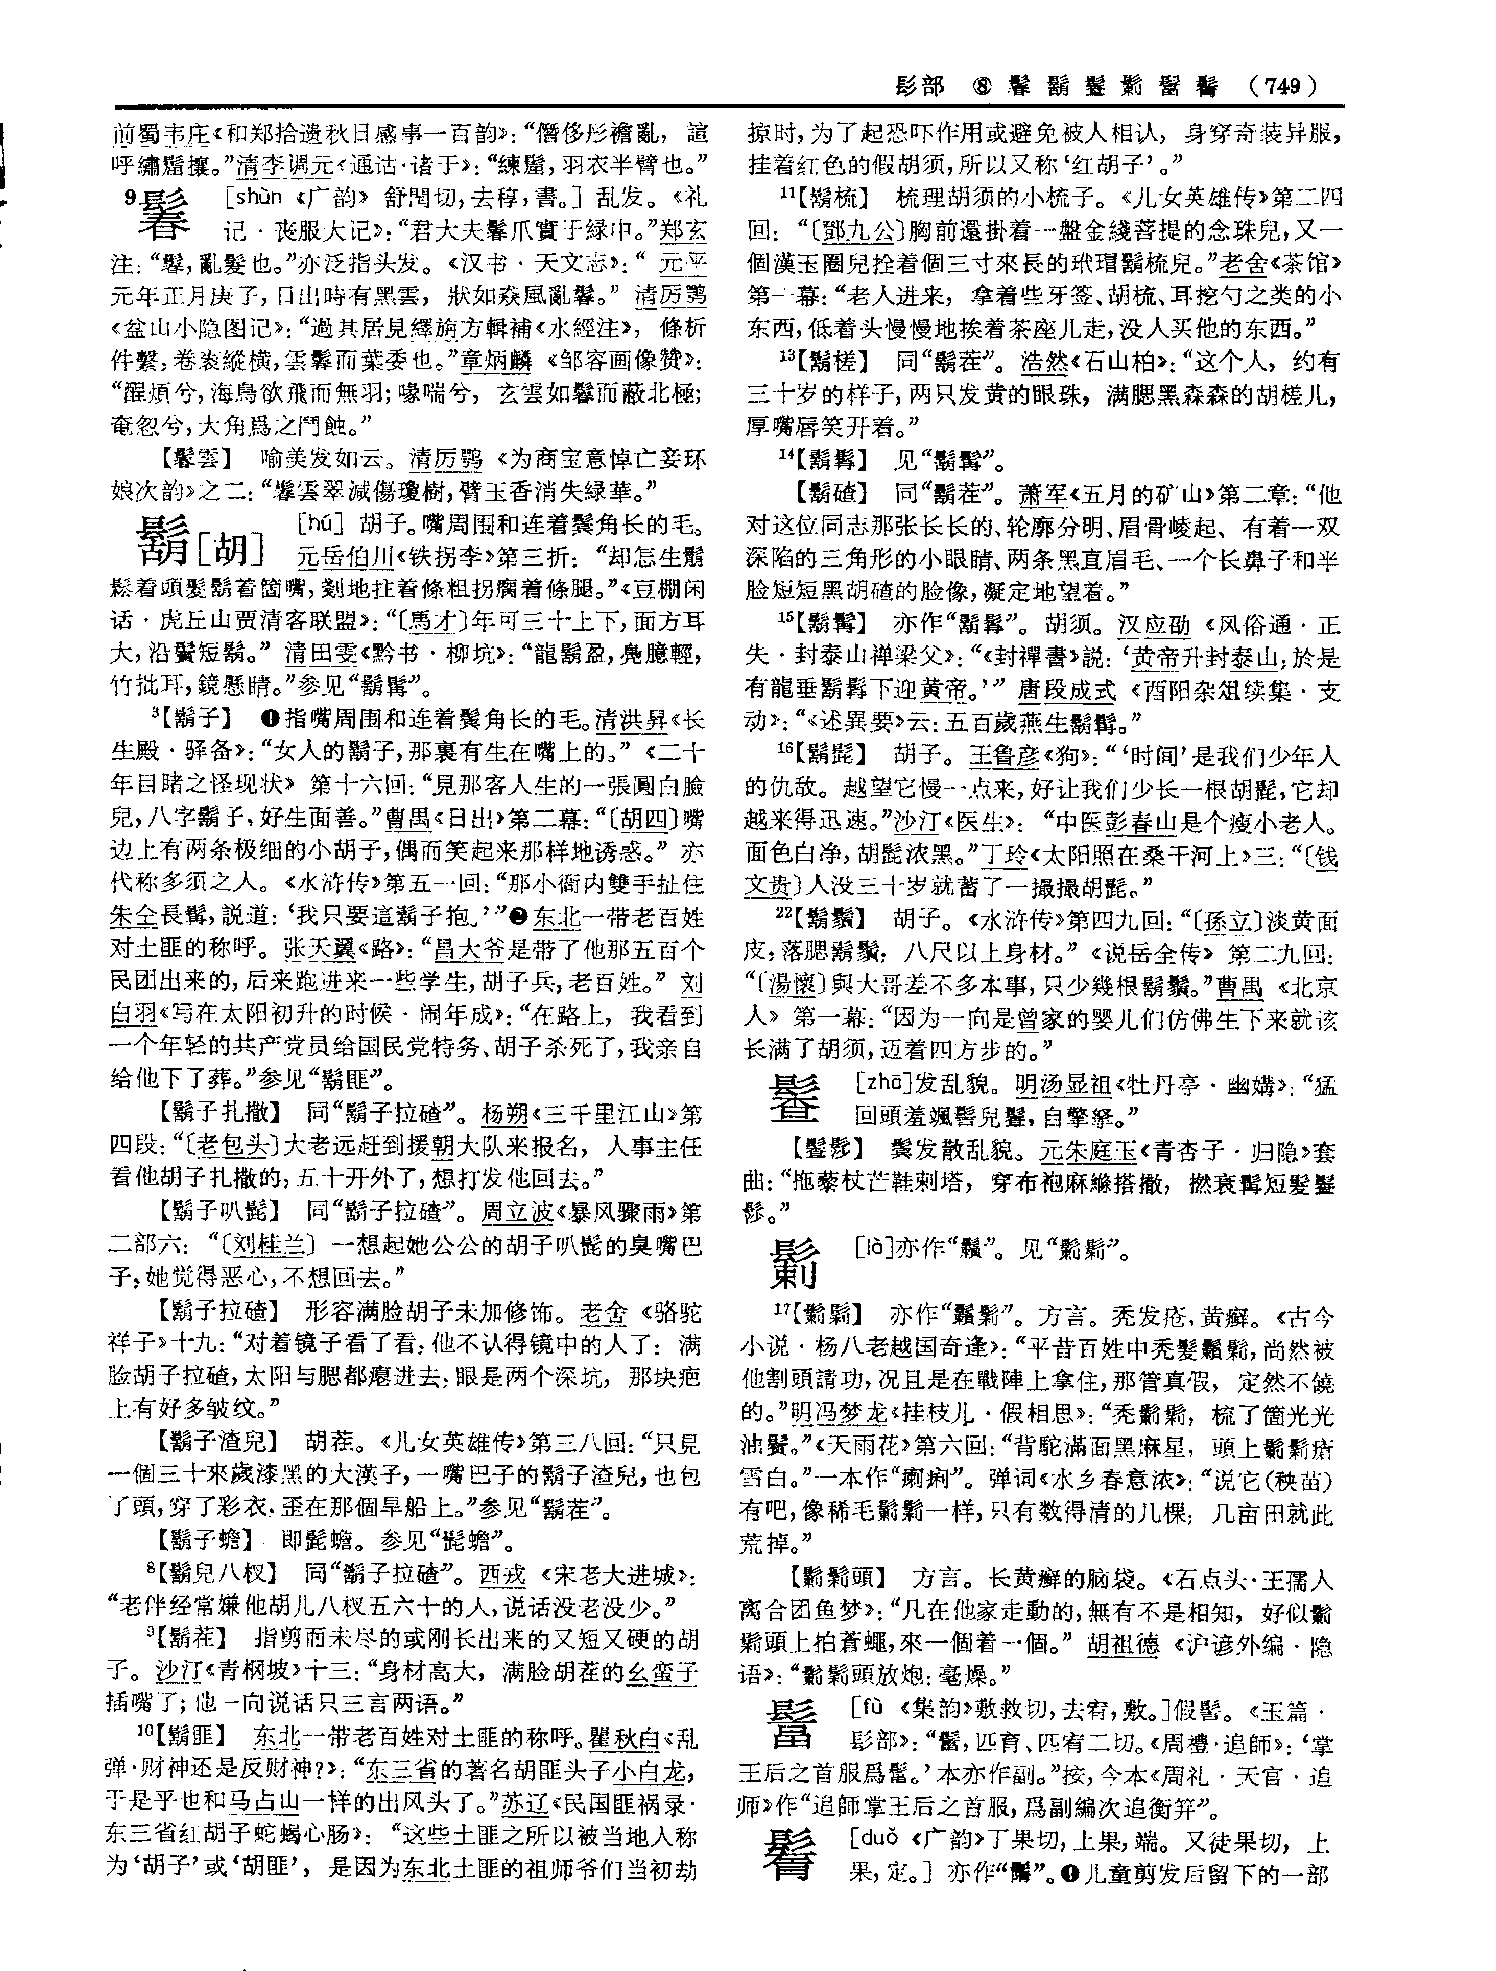 髟部 ⑧ 鬊 鬍 䰉 鬎 鬴 鬌 （749）
前蜀韦庄《和郑拾遗秋日感事一百韵》：“僭侈彤襜亂，諠
呼繡鬣攘。”清李调元《通诂·诸于》：“練鬣，羽衣半臂也。”
9 鬊 [shùn 《广韵》 舒閏切，去稕，書。] 乱发。《礼
记·丧服大记》：“君大夫鬊爪實于緑中。”郑玄
注：“鬊，亂髮也。”亦泛指头发。《汉书·天文志》：“元平
元年正月庚子，日出時有黑雲，狀如猋風亂鬊。”清厉鹗
《盆山小隐图记》：“過其居見繹旃方輯補《水經注》，條析
件繫，卷袠縱橫，雲鬊而葉委也。”章炳麟《邹容画像赞》：
“酲煩兮，海鳥欲飛而無羽；喙喘兮，玄雲如鬊而蔽北極；
奄忽兮，大角爲之鬥蝕。”
【鬊雲】 喻美发如云。清厉鹗《为商宝意悼亡妾环
娘次韵》之二：“鬊雲翠減傷瓊樹，臂玉香消失緑華。”
鬍[胡] [hú] 胡子。嘴周围和连着鬓角长的毛。
元岳伯川《铁拐李》第三折：“却怎生鬅
鬆着頭髮鬍着箇嘴，剗地拄着條粗拐瘸着條腿。”《豆棚闲
话·虎丘山贾清客联盟》：“〔馬才〕年可三十上下，面方耳
大，沿鬢短鬍。”清田雯《黔书·柳坑》：“龍鬍盈，鳧臆輕，
竹批耳，鏡懸睛。”参见“鬍髯”。
³【鬍子】 ❶指嘴周围和连着鬓角长的毛。清洪昇《长
生殿·驿备》：“女人的鬍子，那裏有生在嘴上的。”《二十
年目睹之怪现状》第十六回：“見那客人生的一張圓白臉
兒，八字鬍子，好生面善。”曹禺《日出》第二幕：“〔胡四〕嘴
边上有两条极细的小胡子，偶而笑起来那样地诱惑。”亦
代称多须之人。《水浒传》第五一回：“那小衙内雙手扯住
朱仝長髯，説道：‘我只要這鬍子抱。’”❷东北一带老百姓
对土匪的称呼。张天翼《路》：“昌大爷是带了他那五百个
民团出来的，后来跑进来一些学生，胡子兵，老百姓。”刘
白羽《写在太阳初升的时候·闹年成》：“在路上，我看到
一个年轻的共产党员给国民党特务、胡子杀死了，我亲自
给他下了葬。”参见“鬍匪”。
【鬍子扎撒】 同“鬍子拉碴”。杨朔《三千里江山》第
四段：“〔老包头〕大老远赶到援朝大队来报名，人事主任
看他胡子扎撒的，五十开外了，想打发他回去。”
【鬍子叭髭】 同“鬍子拉碴”。周立波《暴风骤雨》第
二部六：“〔刘桂兰〕一想起她公公的胡子叭髭的臭嘴巴
子，她觉得恶心，不想回去。”
【鬍子拉碴】 形容满脸胡子未加修饰。老舍《骆驼
祥子》十九：“对着镜子看了看，他不认得镜中的人了：满
脸胡子拉碴，太阳与腮都瘪进去，眼是两个深坑，那块疤
上有好多皱纹。”
【鬍子渣兒】 胡茬。《儿女英雄传》第三八回：“只見
一個三十來歲漆黑的大漢子，一嘴巴子的鬍子渣兒，也包
了頭，穿了彩衣，歪在那個旱船上。”参见“鬍茬”。
【鬍子蟾】 即髭蟾。参见“髭蟾”。
⁸【鬍兒八杈】 同“鬍子拉碴”。西戎《宋老大进城》：
“老伴经常嫌他胡儿八杈五六十的人，说话没老没少。”
⁹【鬍茬】 指剪而未尽的或刚长出来的又短又硬的胡
子。沙汀《青㭎坡》十三：“身材高大，满脸胡茬的幺蛮子
插嘴了；他一向说话只三言两语。”
¹⁰【鬍匪】 东北一带老百姓对土匪的称呼。瞿秋白《乱
弹·财神还是反财神？》：“东三省的著名胡匪头子小白龙，
于是乎也和马占山一样的出风头了。”苏辽《民国匪祸录·
东三省红胡子蛇蝎心肠》：“这些土匪之所以被当地人称
为‘胡子’或‘胡匪’，是因为东北土匪的祖师爷们当初劫
掠时，为了起恐吓作用或避免被人相认，身穿奇装异服，
挂着红色的假胡须，所以又称‘红胡子’。”
¹¹【鬍梳】 梳理胡须的小梳子。《儿女英雄传》第二四
回：“〔鄧九公〕胸前還掛着一盤金綫菩提的念珠兒，又一
個漢玉圈兒拴着個三寸來長的玳瑁鬍梳兒。”老舍《茶馆》
第一幕：“老人进来，拿着些牙签、胡梳、耳挖勺之类的小
东西，低着头慢慢地挨着茶座儿走，没人买他的东西。”
¹³【鬍槎】 同“鬍茬”。浩然《石山柏》：“这个人，约有
三十岁的样子，两只发黄的眼珠，满腮黑森森的胡槎儿，
厚嘴唇笑开着。”
¹⁴【鬍髥】 见“鬍髯”。
【鬍碴】 同“鬍茬”。萧军《五月的矿山》第二章：“他
对这位同志那张长长的、轮廓分明、眉骨崚起、有着一双
深陷的三角形的小眼睛、两条黑直眉毛、一个长鼻子和半
脸短短黑胡碴的脸像，凝定地望着。”
¹⁵【鬍髯】 亦作“鬍髥”。胡须。汉应劭《风俗通·正
失·封泰山禅梁父》：“《封禪書》説：‘黄帝升封泰山，於是
有龍垂鬍髥下迎黄帝。’”唐段成式《酉阳杂俎续集·支
动》：“《述異要》云：五百歲燕生鬍髯。”
¹⁶【鬍髭】 胡子。王鲁彦《狗》：“‘时间’是我们少年人
的仇敌。越望它慢一点来，好让我们少长一根胡髭，它却
越来得迅速。”沙汀《医生》：“中医彭春山是个瘦小老人。
面色白净，胡髭浓黑。”丁玲《太阳照在桑干河上》三：“〔钱
文贵〕人没三十岁就蓄了一撮撮胡髭。”
²²【鬍鬚】 胡子。《水浒传》第四九回：“〔孫立〕淡黄面
皮，落腮鬍鬚，八尺以上身材。”《说岳全传》第二九回：
“〔湯懷〕與大哥差不多本事，只少幾根鬍鬚。”曹禺《北京
人》第一幕：“因为一向是曾家的婴儿们仿佛生下来就该
长满了胡须，迈着四方步的。”
䰉 [zhā]发乱貌。明汤显祖《牡丹亭·幽媾》：“猛
回頭羞颯髻兒䰉，自擎拏。”
【䰉髿】 鬓发散乱貌。元朱庭玉《青杏子·归隐》套
曲：“拖藜杖芒鞋刺塔，穿布袍麻縧搭撒，撚衰髯短髮䰉
髿。”
鬎 [là]亦作“鬁”。见“鬎鬁”。
¹⁷【鬎鬁】 亦作“鬎鬁”。方言。秃发疮，黄癣。《古今
小说·杨八老越国奇逢》：“平昔百姓中秃髮鬎鬁，尚然被
他割頭請功，况且是在戰陣上拿住，那管真假，定然不饒
的。”明冯梦龙《挂枝儿·假相思》：“秃鬎鬁，梳了箇光光
油鬢。”《天雨花》第六回：“背駝滿面黑麻星，頭上鬎鬁瘡
雪白。”一本作“瘌痢”。弹词《水乡春意浓》：“说它（秧苗）
有吧，像稀毛鬎鬁一样，只有数得清的几棵，几亩田就此
荒掉。”
【鬎鬁頭】 方言。长黄癣的脑袋。《石点头·王孺人
离合团鱼梦》：“凡在他家走動的，無有不是相知，好似鬎
鬁頭上拍蒼蠅，來一個着一個。”胡祖德《沪谚外编·隐
语》：“鬎鬁頭放炮：毫燥。”
[fù 《集韵》敷救切，去宥，敷。]假髻。《玉篇·
髟部》：“匹育、匹宥二切。《周禮·追師》：‘掌
王后之首服爲。’本亦作副。”按，今本《周礼·天官·追
师》作“追師掌王后之首服，爲副編次追衡笄”。
鬌 [duǒ 《广韵》丁果切，上果，端。又徒果切，上
果，定。] 亦作“”。❶儿童剪发后留下的一部